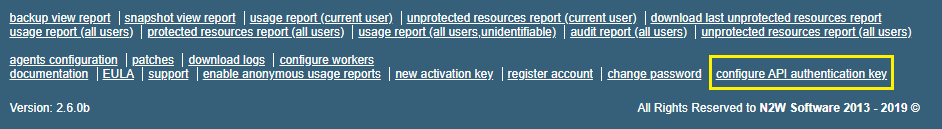 backup view report | snapshot view report | usage report (current user) | unprotected resources report (current user) | download last unprotected resources report
usage report (all users) | protected resources report (all users) | usage report (all users,unidentifiable) | audit report (all users) | unprotected resources report (all users)
agents configuration | patches | download logs | configure workers
documentation | EULA | support | enable anonymous usage reports | new activation key | register account | change password | configure API authentication key
Version: 2.6.0b All Rights Reserved to N2W Software 2013 - 2019 ©